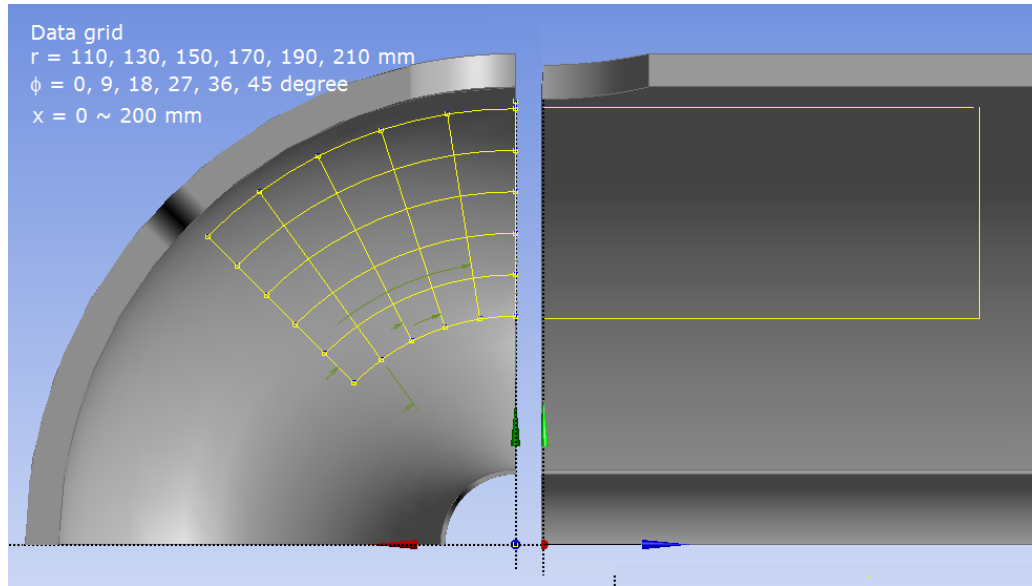 Data grid
r = 110, 130, 150, 170, 190, 210 mm
ϕ = 0, 9, 18, 27, 36, 45 degree
x = 0 ~ 200 mm